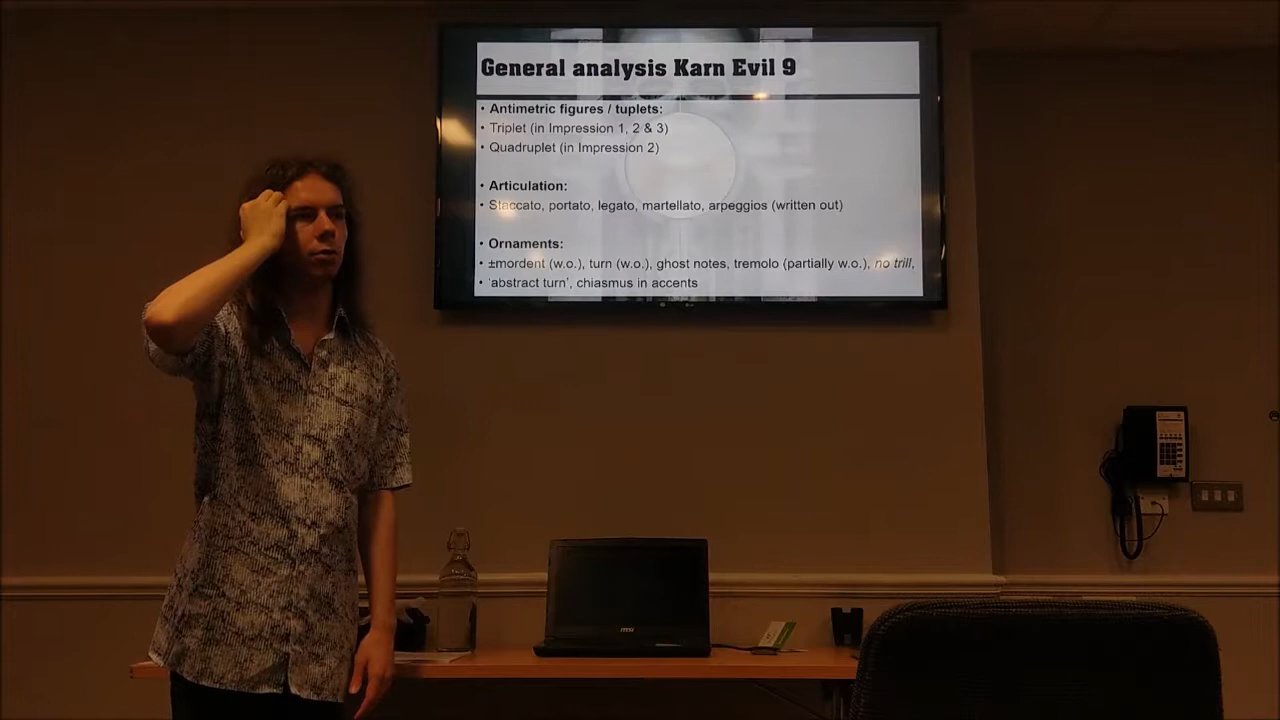 General analysis Karn Evil 9
• Antimetric figures / tuplets:
• Triplet (in Impression 1, 2 & 3)
• Quadruplet (in Impression 2)
• Articulation:
• Staccato, portato, legato, martellato, arpeggios (written out)
• Ornaments:
• ±mordent (w.o.), turn (w.o.), ghost notes, tremolo (partially w.o.), no trill,
• 'abstract turn', chiasmus in accents
msi